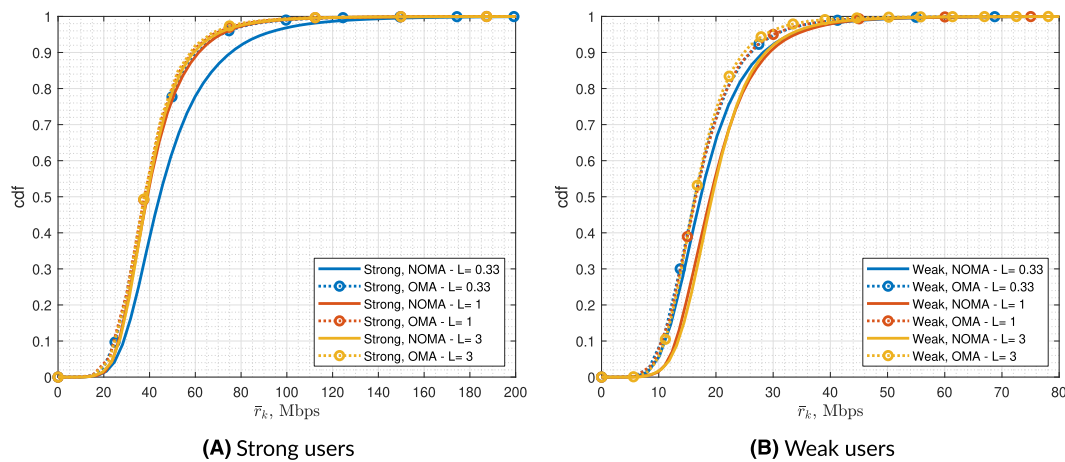 1
0.9
0.8
0.7
0.6
0.5
0.4
0.3
0.2
0.1
0
cdf
0 20 40 60 80 100 120 140 160 180 200
r̅k, Mbps
Strong, NOMA - L= 0.33
Strong, OMA - L= 0.33
Strong, NOMA - L= 1
Strong, OMA - L= 1
Strong, NOMA - L= 3
Strong, OMA - L= 3
(A) Strong users
1
0.9
0.8
0.7
0.6
0.5
0.4
0.3
0.2
0.1
0
cdf
0 10 20 30 40 50 60 70 80
r̅k, Mbps
Weak, NOMA - L= 0.33
Weak, OMA - L= 0.33
Weak, NOMA - L= 1
Weak, OMA - L= 1
Weak, NOMA - L= 3
Weak, OMA - L= 3
(B) Weak users